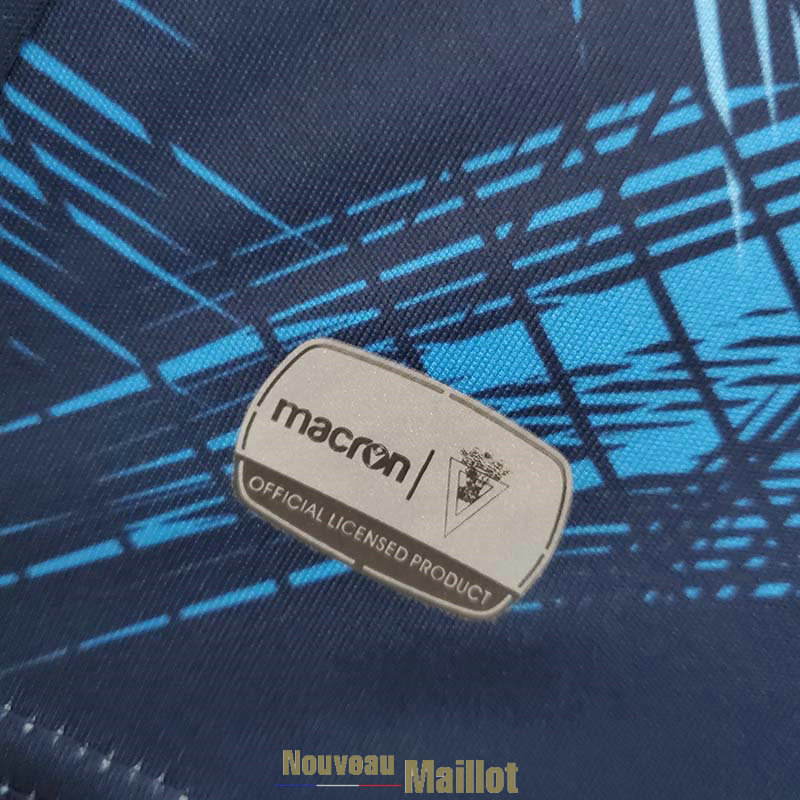 macron
OFFICIAL LICENSED PRODUCT
Nouveau Maillot